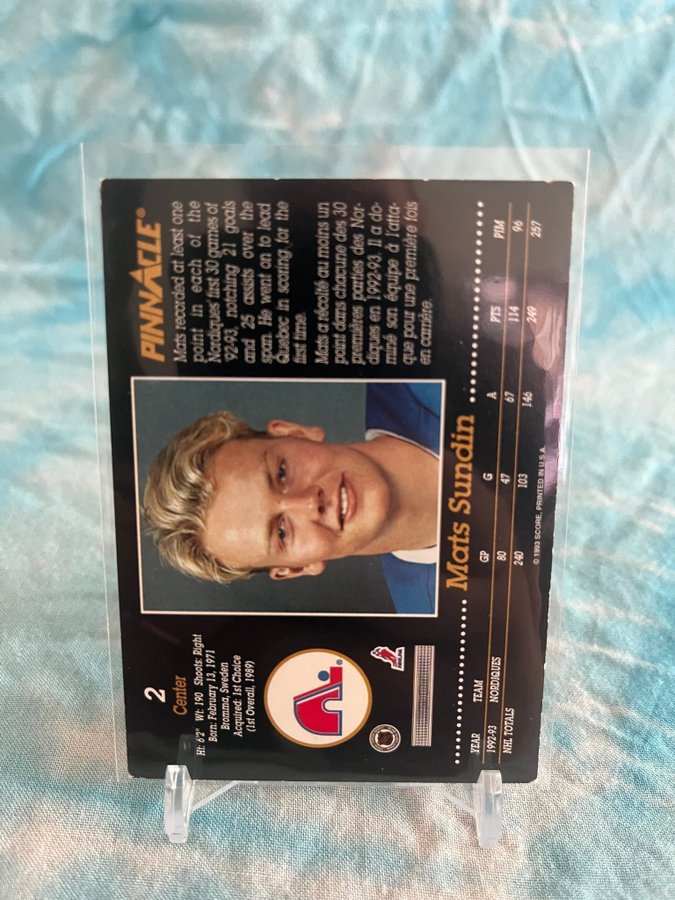 2
Center
Ht: 6'2" Wt: 190 Shoots: Right
Born: February 13, 1971
Bromma, Sweden
Acquired: 1st Choice
(1st Overall, 1989)
PINNACLE®
Mats recorded at least one
point in each of the
Nordiques' first 30 games of
92-93, notching 21 goals
and 25 assists over the
span. He went on to lead
Quebec in scoring for the
first time.
Mats a récolté au moins un
point dans chacune des 30
premières parties des Nor-
diques en 1992-93. Il a do-
miné son équipe à l'atta-
que pour une première fois
en carrière.
Mats Sundin
YEAR TEAM GP G A PTS PIM
1992-93 NORDIQUES 80 47 67 114 96
NHL TOTALS 240 103 146 249 257
© 1993 SCORE, PRINTED IN U.S.A.